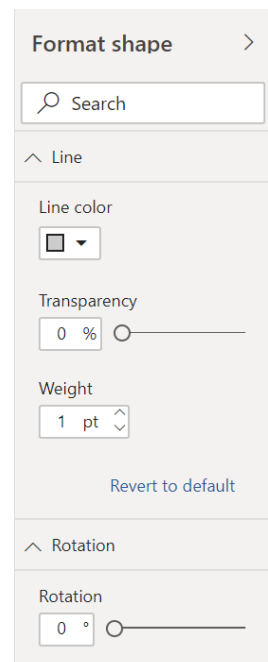 Format shape
Search
Line
Line color
Transparency
0 %
Weight
1 pt
Revert to default
Rotation
Rotation
0 °